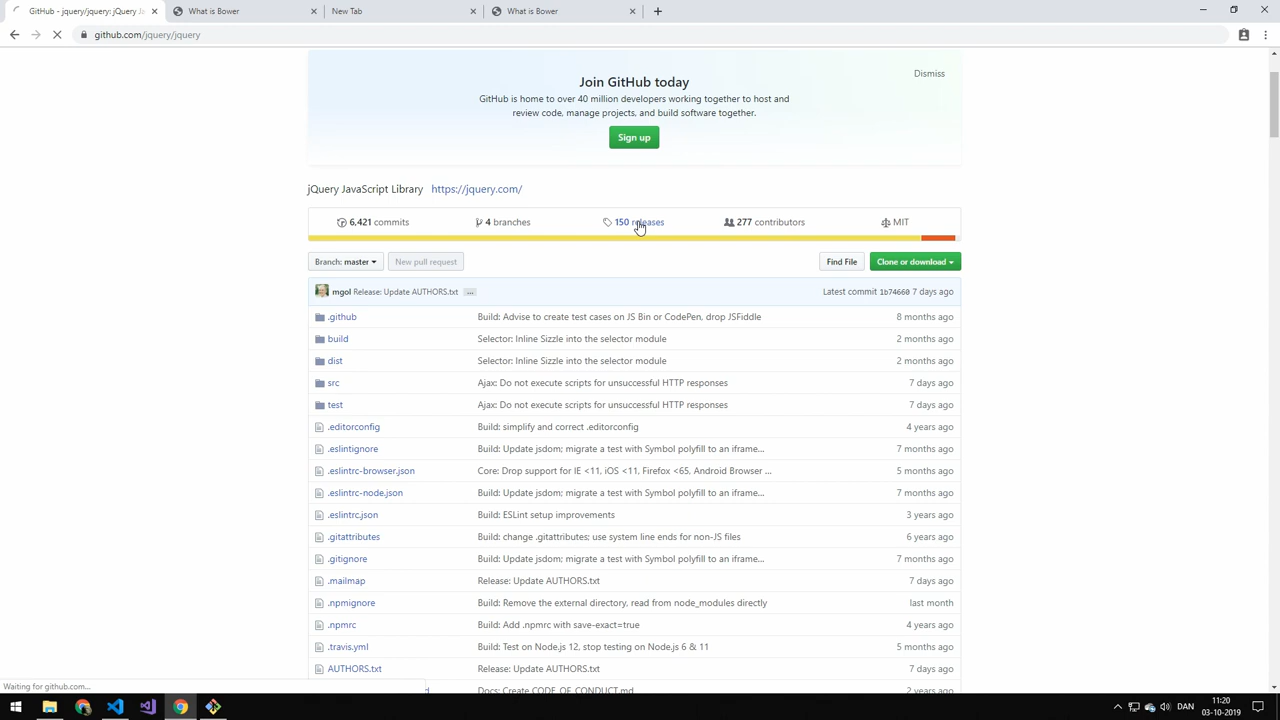 GitHub - jquery/jquery: jQuery Ja
What is Bower
New Tab
What is Bower
github.com/jquery/jquery
Join GitHub today
Dismiss
GitHub is home to over 40 million developers working together to host and
review code, manage projects, and build software together.
Sign up
jQuery JavaScript Library https://jquery.com/
6,421 commits
4 branches
150 releases
277 contributors
MIT
Branch: master
New pull request
Find File
Clone or download
mgol Release: Update AUTHORS.txt ...
Latest commit 1b74660 7 days ago
.github Build: Advise to create test cases on JS Bin or CodePen, drop JSFiddle 8 months ago
build Selector: Inline Sizzle into the selector module 2 months ago
dist Selector: Inline Sizzle into the selector module 2 months ago
src Ajax: Do not execute scripts for unsuccessful HTTP responses 7 days ago
test Ajax: Do not execute scripts for unsuccessful HTTP responses 7 days ago
.editorconfig Build: simplify and correct .editorconfig 4 years ago
.eslintignore Build: Update jsdom; migrate a test with Symbol polyfill to an iframe... 7 months ago
.eslintrc-browser.json Core: Drop support for IE <11, iOS <11, Firefox <65, Android Browser ... 5 months ago
.eslintrc-node.json Build: Update jsdom; migrate a test with Symbol polyfill to an iframe... 7 months ago
.eslintrc.json Build: ESLint setup improvements 3 years ago
.gitattributes Build: change .gitattributes; use system line ends for non-JS files 6 years ago
.gitignore Build: Update jsdom; migrate a test with Symbol polyfill to an iframe... 7 months ago
.mailmap Release: Update AUTHORS.txt 7 days ago
.npmignore Build: Remove the external directory, read from node_modules directly last month
.npmrc Build: Add .npmrc with save-exact=true 4 years ago
.travis.yml Build: Test on Node.js 12, stop testing on Node.js 6 & 11 5 months ago
AUTHORS.txt Release: Update AUTHORS.txt 7 days ago
Docs: Create CODE_OF_CONDUCT.md 2 years ago
Waiting for github.com...
DAN
11:20
03-10-2019